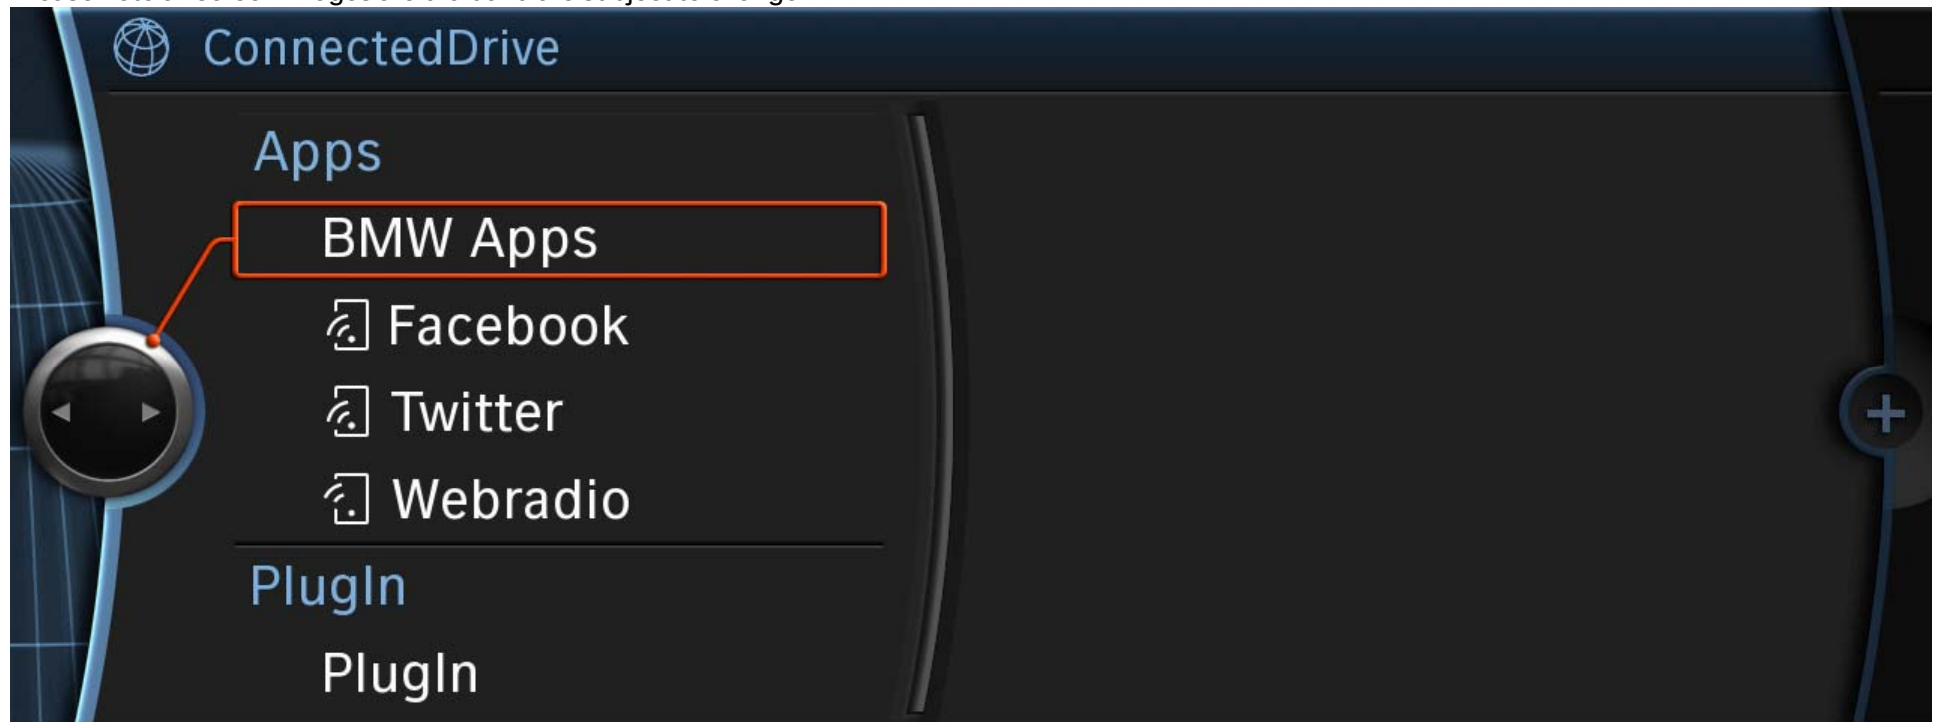 ConnectedDrive
Apps
BMW Apps
Facebook
Twitter
Webradio
PlugIn
PlugIn